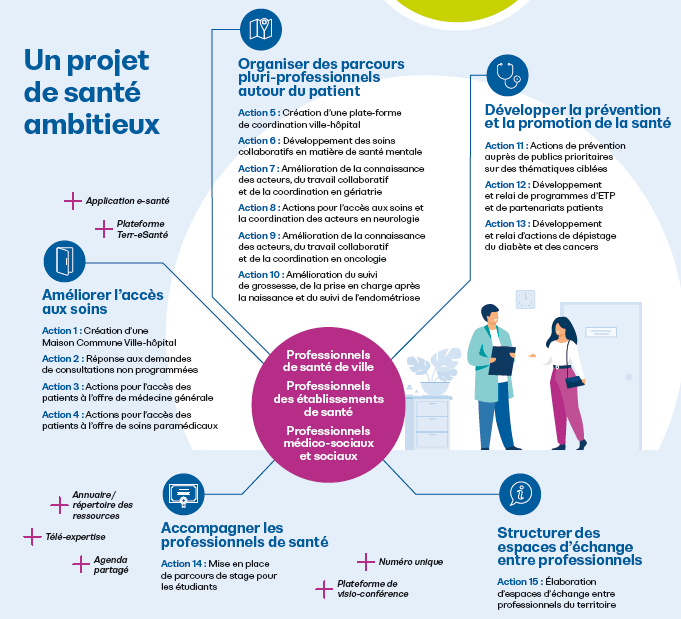 Un projet
de santé
ambitieux
Application e-santé
Plateforme
Terr-eSanté
Améliorer l'accès
aux soins
Action 1 : Création d'une
Maison Commune Ville-hôpital
Action 2 : Réponse aux demandes
de consultations non programmées
Action 3 : Actions pour l'accès des
patients à l'offre de médecine générale
Action 4 : Actions pour l'accès des
patients à l'offre de soins paramédicaux
Organiser des parcours
pluri-professionnels
autour du patient
Action 5 : Création d'une plate-forme
de coordination ville-hôpital
Action 6 : Développement des soins
collaboratifs en matière de santé mentale
Action 7 : Amélioration de la connaissance
des acteurs, du travail collaboratif
et de la coordination en gériatrie
Action 8 : Actions pour l'accès aux soins et
la coordination des acteurs en neurologie
Action 9 : Amélioration de la connaissance
des acteurs, du travail collaboratif
et de la coordination en oncologie
Action 10 : Amélioration du suivi
de grossesse, de la prise en charge après
la naissance et du suivi de l'endométriose
Développer la prévention
et la promotion de la santé
Action 11 : Actions de prévention
auprès de publics prioritaires
sur des thématiques ciblées
Action 12 : Développement
et relai de programmes d'ETP
et de partenariats patients
Action 13 : Développement
et relai d'actions de dépistage
du diabète et des cancers
Professionnels
de santé de ville
Professionnels
des établissements
de santé
Professionnels
médico-sociaux
et sociaux
Annuaire/
répertoire des
ressources
Télé-expertise
Agenda
partagé
Accompagner les
professionnels de santé
Action 14 : Mise en place
de parcours de stage pour
les étudiants
Numéro unique
Plateforme de
visio-conférence
Structurer des
espaces d'échange
entre professionnels
Action 15 : Élaboration
d'espaces d'échange entre
professionnels du territoire